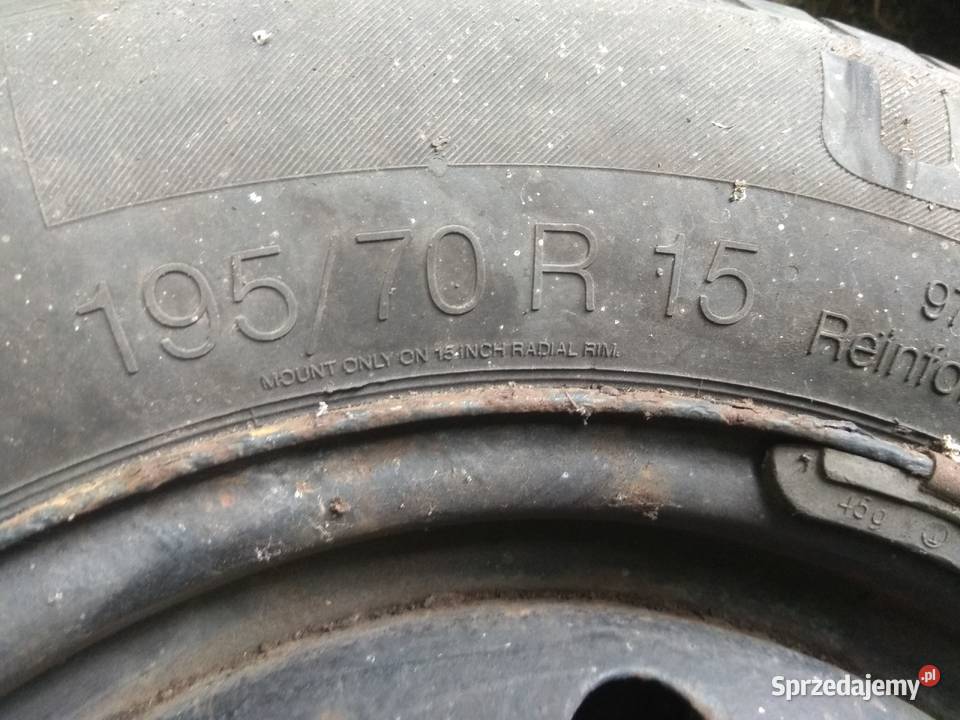 195/70 R 15
97
Reinfo
MOUNT ONLY ON 15 INCH RADIAL RIM.
45g
Sprzedajemy.pl